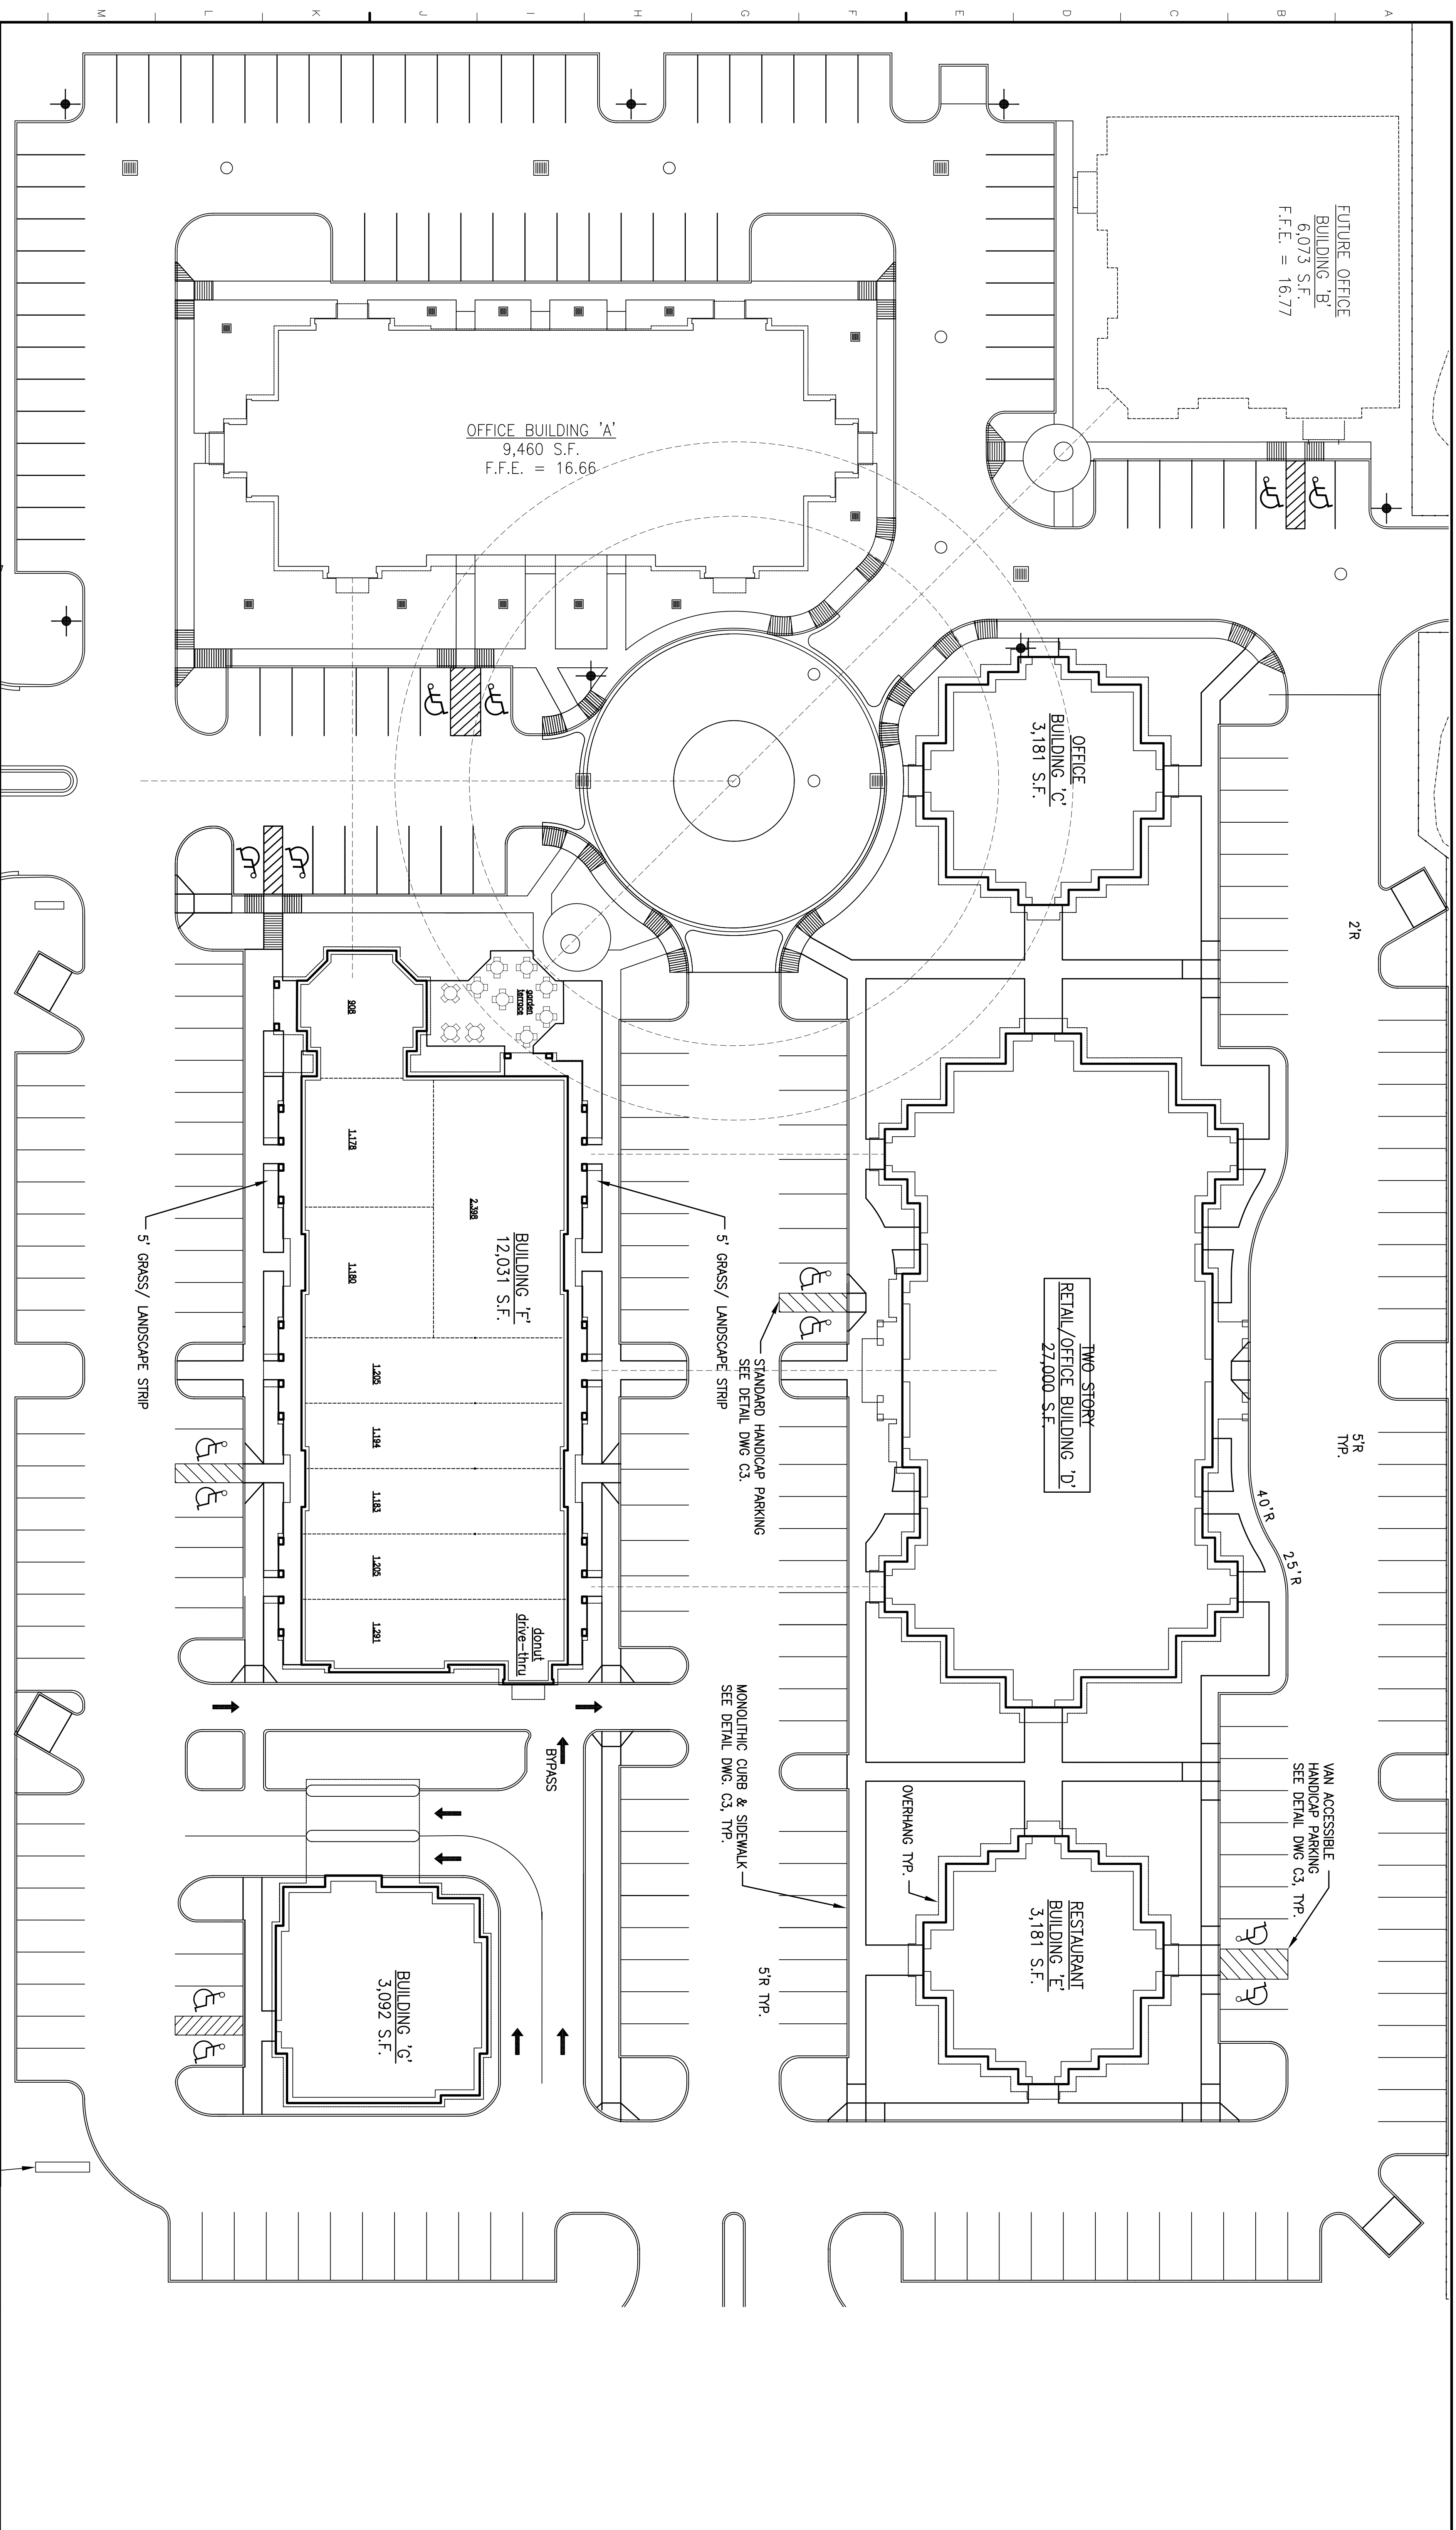 M
L
K
J
I
H
G
F
E
D
C
B
A
FUTURE OFFICE
BUILDING 'B'
6,073 S.F.
F.F.E. = 16.77
OFFICE BUILDING 'A'
9,460 S.F.
F.F.E. = 16.66
OFFICE
BUILDING 'C'
3,181 S.F.
2'R
garden
terrace
908
1,178
2,398
1,180
BUILDING 'F'
12,031 S.F.
1,205
1,194
1,183
1,205
1,291
donut
drive-thru
5' GRASS/ LANDSCAPE STRIP
5' GRASS/ LANDSCAPE STRIP
STANDARD HANDICAP PARKING
SEE DETAIL DWG C3.
TWO STORY
RETAIL/OFFICE BUILDING 'D'
27,000 S.F.
5'R
TYP.
40'R
25'R
MONOLITHIC CURB & SIDEWALK
SEE DETAIL DWG. C3, TYP.
BYPASS
VAN ACCESSIBLE
HANDICAP PARKING
SEE DETAIL DWG C3, TYP.
OVERHANG TYP.
RESTAURANT
BUILDING 'E'
3,181 S.F.
5'R TYP.
BUILDING 'G'
3,092 S.F.